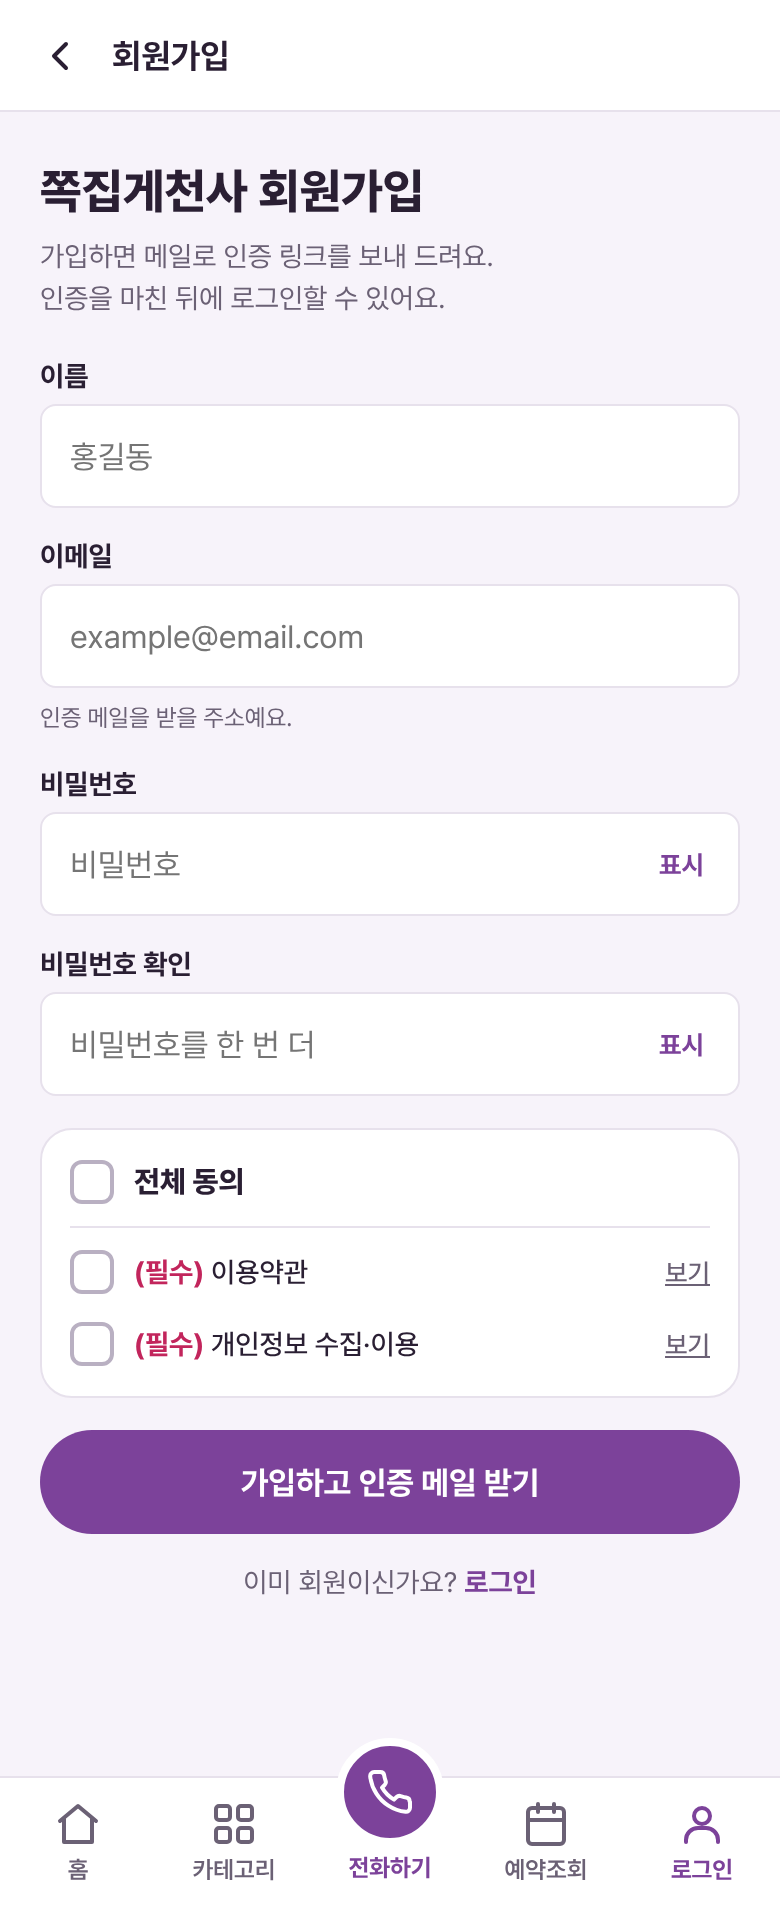 회원가입
쪽집게천사 회원가입
가입하면 메일로 인증 링크를 보내 드려요.
인증을 마친 뒤에 로그인할 수 있어요.
이름
홍길동
이메일
example@email.com
인증 메일을 받을 주소예요.
비밀번호
비밀번호 표시
비밀번호 확인
비밀번호를 한 번 더 표시
전체 동의
(필수) 이용약관 보기
(필수) 개인정보 수집·이용 보기
가입하고 인증 메일 받기
이미 회원이신가요? 로그인
홈 카테고리 전화하기 예약조회 로그인